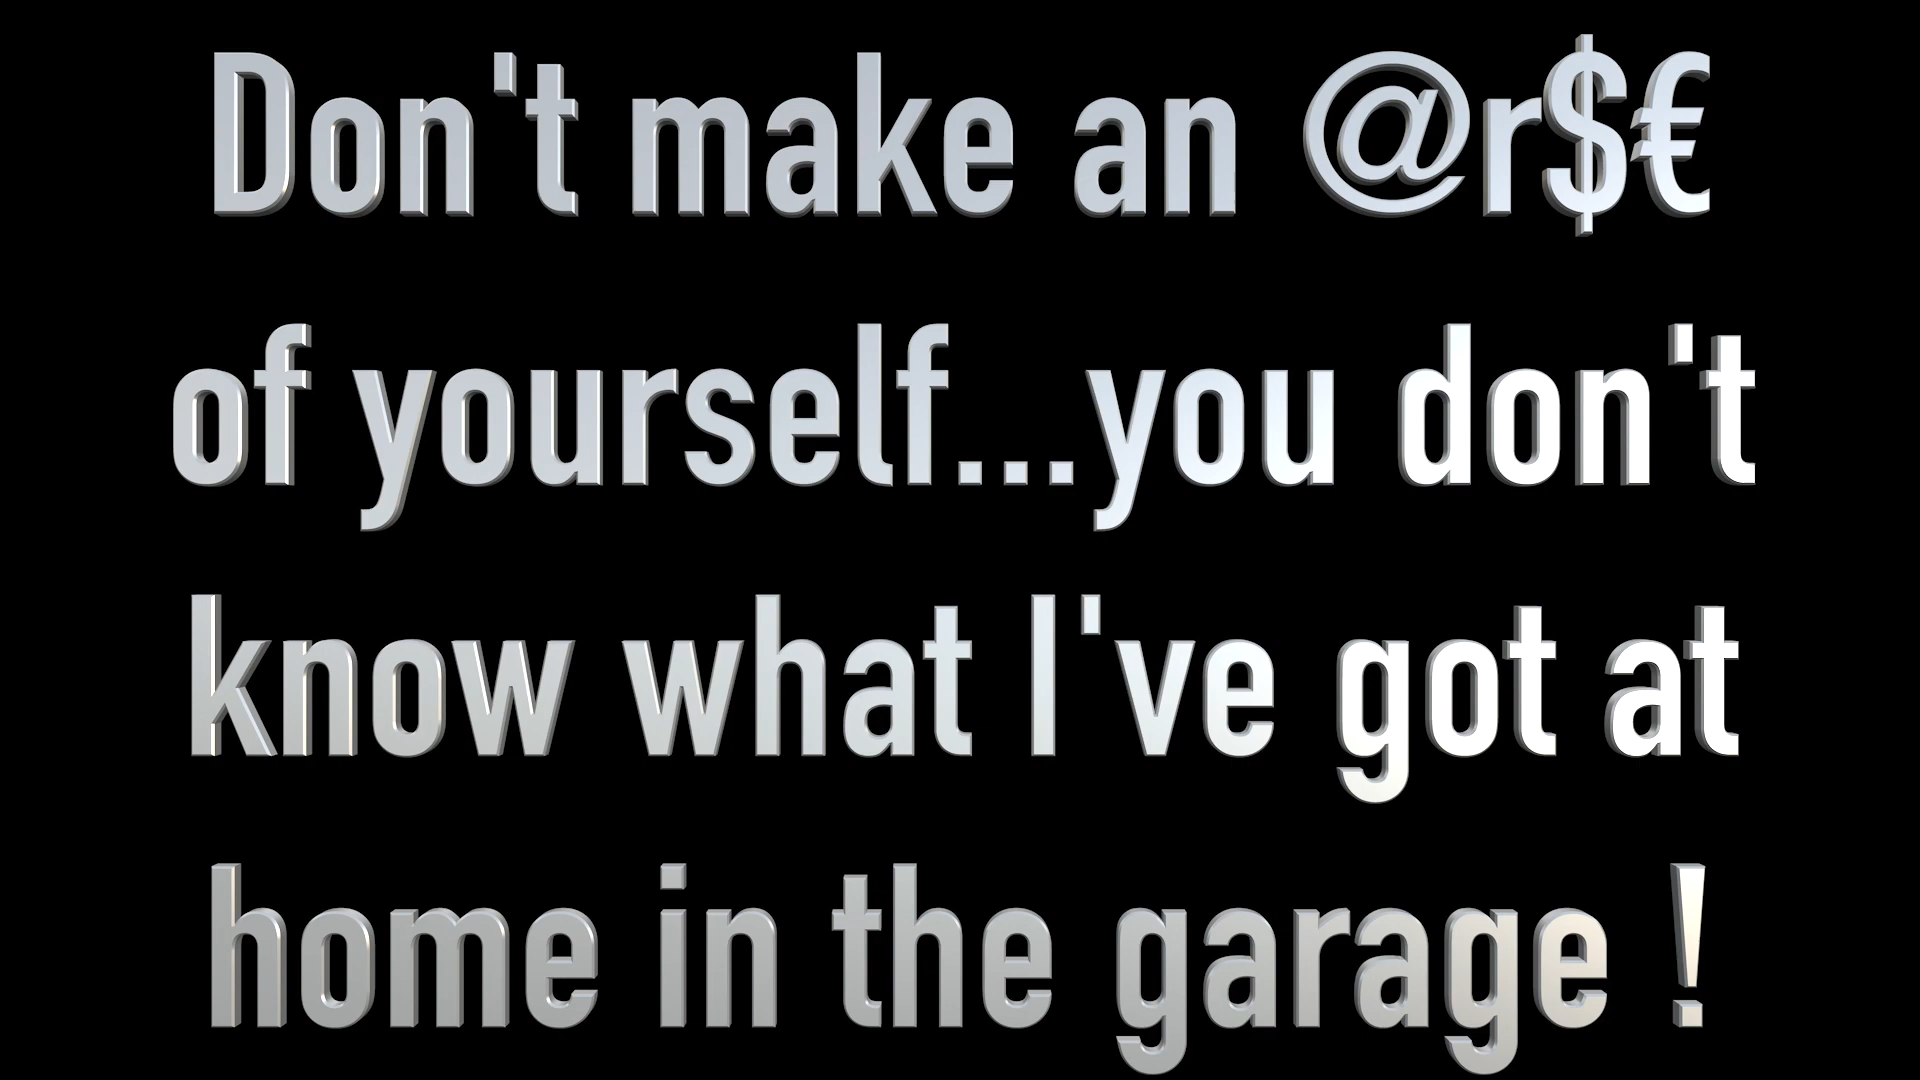 Don't make an @r$€
of yourself...you don't
know what I've got at
home in the garage !